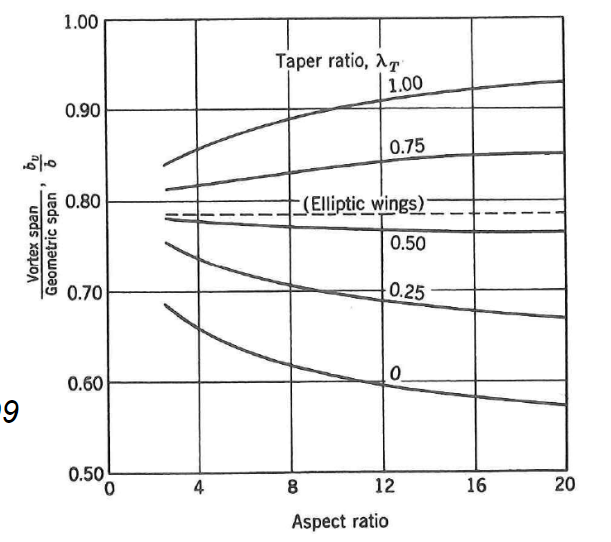 1.00
Taper ratio, λT
1.00
0.90
0.75
Vortex span / Geometric span, bv / b
0.80
(Elliptic wings)
0.50
0.70
0.25
0.60
0
9
0.50
0 4 8 12 16 20
Aspect ratio